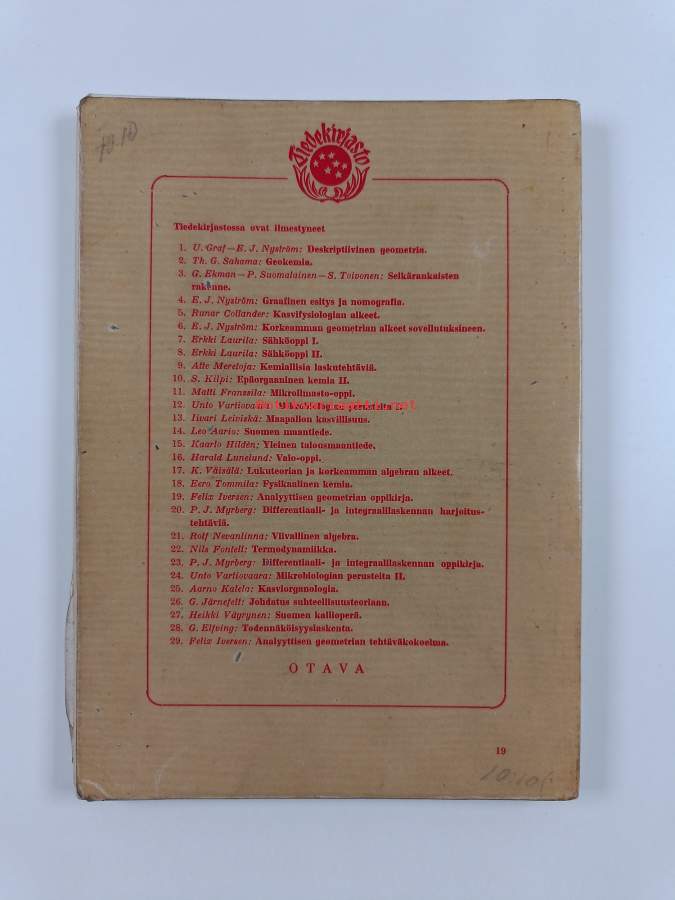 Tiedekirjasto
Tiedekirjastossa ovat ilmestyneet
1. U. Graf—E. J. Nyström: Deskriptiivinen geometria.
2. Th. G. Sahama: Geokemia.
3. G. Ekman—P. Suomalainen—S. Toivonen: Selkärankaisten
rakenne.
4. E. J. Nyström: Graafinen esitys ja nomografia.
5. Runar Collander: Kasvifysiologian alkeet.
6. E. J. Nyström: Korkeamman geometrian alkeet sovellutuksineen.
7. Erkki Laurila: Sähköoppi I.
8. Erkki Laurila: Sähköoppi II.
9. Atte Meretoja: Kemiallisia laskutehtäviä.
10. S. Kilpi: Epäorgaaninen kemia II.
11. Matti Franssila: Mikroilmasto-oppi.
12. Unto Vartiovaara: Mikrobiologian perusteita I.
13. Iivari Leiviskä: Maapallon kasvillisuus.
14. Leo Aario: Suomen maantiede.
15. Kaarlo Hildén: Yleinen talousmaantiede.
16. Harald Lunelund: Valo-oppi.
17. K. Väisälä: Lukuteorian ja korkeamman algebran alkeet.
18. Eero Tommila: Fysikaalinen kemia.
19. Felix Iversen: Analyyttisen geometrian oppikirja.
20. P. J. Myrberg: Differentiaali- ja integraalilaskennan harjoitus-
tehtäviä.
21. Rolf Nevanlinna: Viivallinen algebra.
22. Nils Fontell: Termodynamiikka.
23. P. J. Myrberg: Differentiaali- ja integraalilaskennan oppikirja.
24. Unto Vartiovaara: Mikrobiologian perusteita II.
25. Aarno Kalela: Kasviorganologia.
26. G. Järnefelt: Johdatus suhteellisuusteoriaan.
27. Heikki Väyrynen: Suomen kallioperä.
28. G. Elfving: Todennäköisyyslaskenta.
29. Felix Iversen: Analyyttisen geometrian tehtäväkokoelma.
OTAVA
19